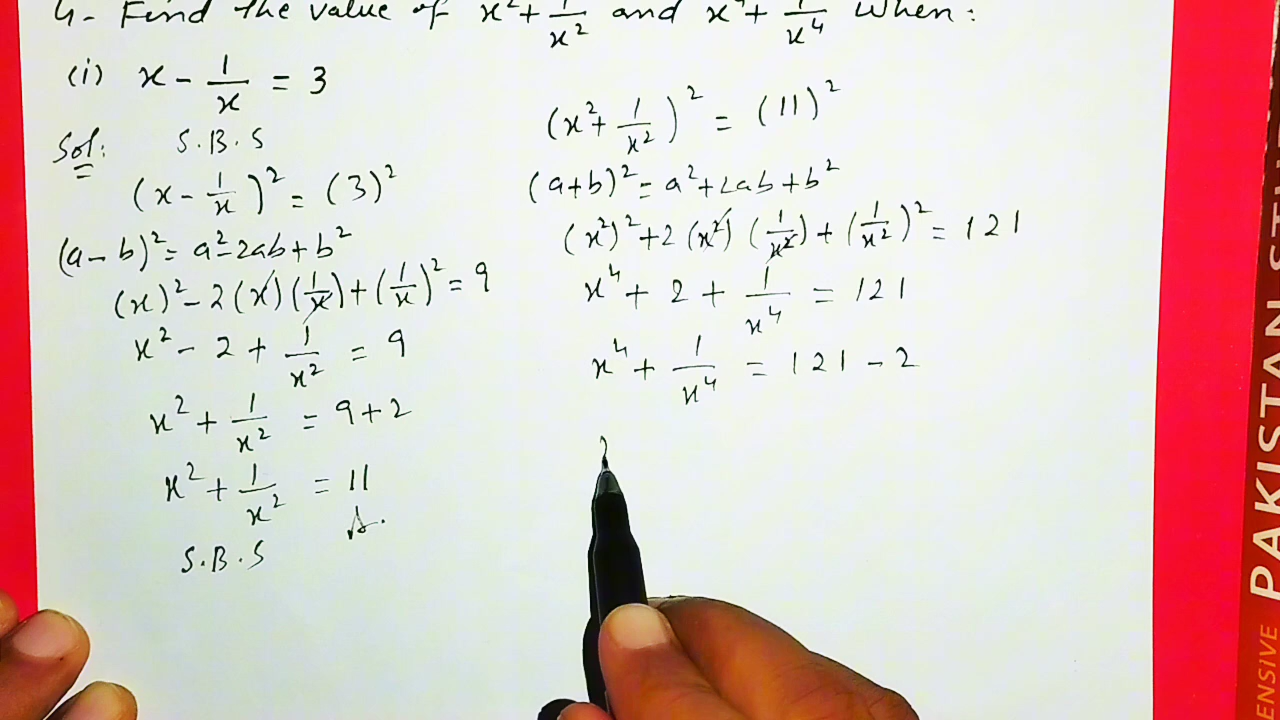 4- Find the value of x²+ 1/x² and x⁴+ 1/x⁴ when:
(i) x - 1/x = 3
Sol: S.B.S
(x - 1/x)² = (3)²
(a-b)² = a²-2ab+b²
(x)² - 2(x)(1/x)+(1/x)² = 9
x² - 2 + 1/x² = 9
x² + 1/x² = 9+2
x² + 1/x² = 11
S.B.S
(x²+ 1/x²)² = (11)²
(a+b)² = a²+2ab+b²
(x²)²+2(x²)(1/x²)+(1/x²)² = 121
x⁴ + 2 + 1/x⁴ = 121
x⁴ + 1/x⁴ = 121 - 2
ENSIVE PAKISTAN